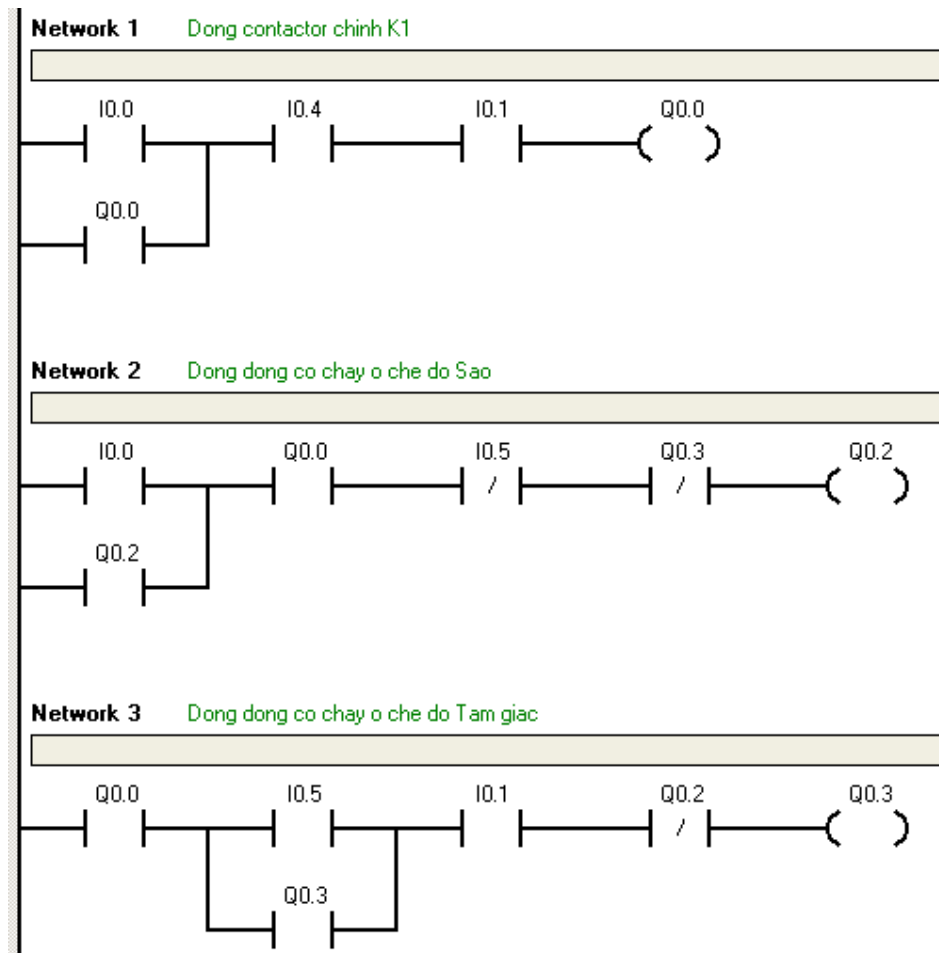 Network 1 Dong contactor chinh K1
I0.0 I0.4 I0.1 Q0.0
Q0.0
Network 2 Dong dong co chay o che do Sao
I0.0 Q0.0 I0.5 Q0.3 Q0.2
Q0.2
Network 3 Dong dong co chay o che do Tam giac
Q0.0 I0.5 I0.1 Q0.2 Q0.3
Q0.3